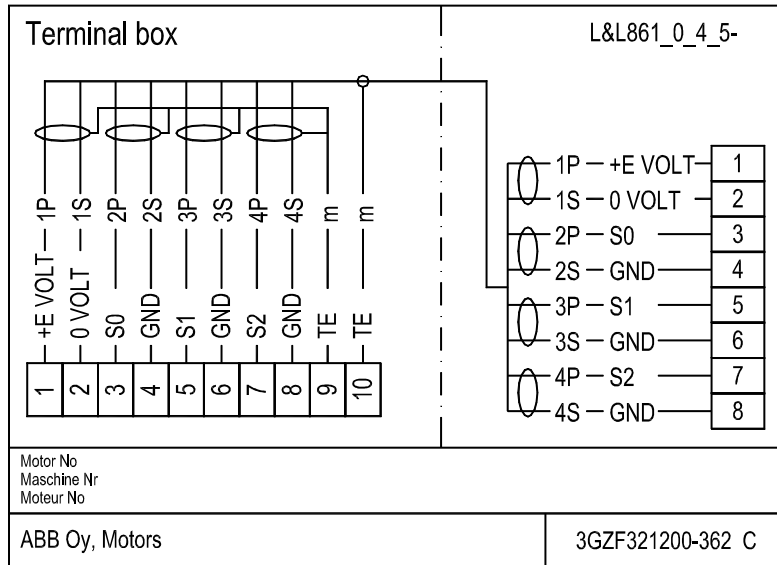 Terminal box
L&L861_0_4_5-
1P
1S
2P
2S
3P
3S
4P
4S
m
m
+E VOLT
0 VOLT
S0
GND
S1
GND
S2
GND
TE
TE
1
2
3
4
5
6
7
8
9
10
1P +E VOLT 1
1S 0 VOLT 2
2P S0 3
2S GND 4
3P S1 5
3S GND 6
4P S2 7
4S GND 8
Motor No
Maschine Nr
Moteur No
ABB Oy, Motors
3GZF321200-362 C